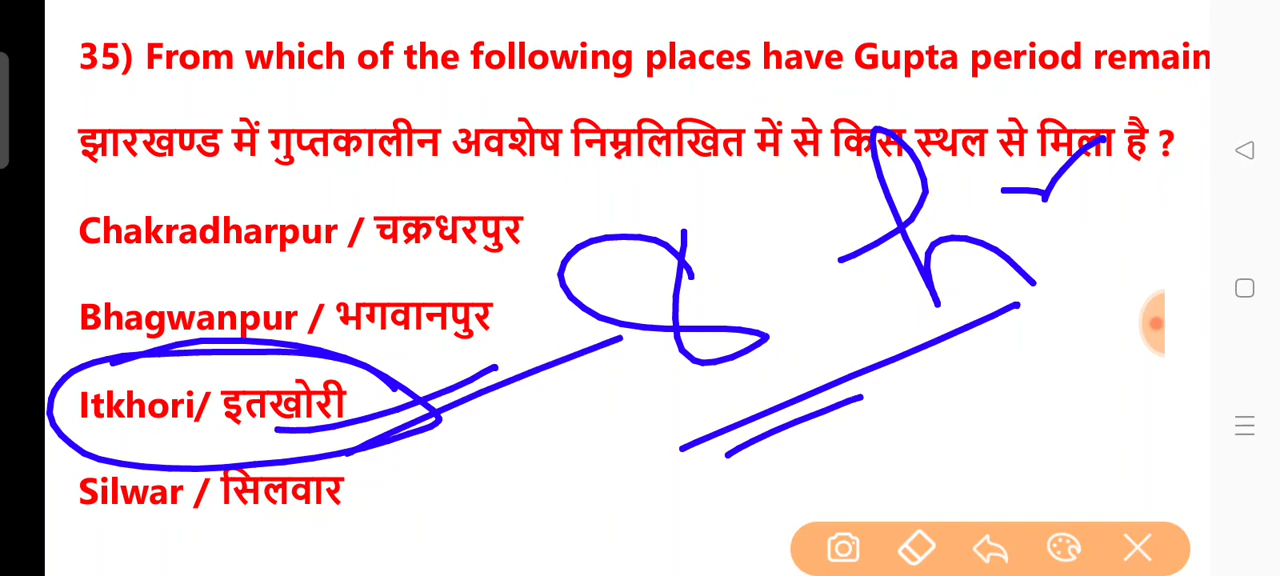 35) From which of the following places have Gupta period remain
झारखण्ड में गुप्तकालीन अवशेष निम्नलिखित में से किस स्थल से मिला है ?
Chakradharpur / चक्रधरपुर
Bhagwanpur / भगवानपुर
Itkhori/ इतखोरी
Silwar / सिलवार